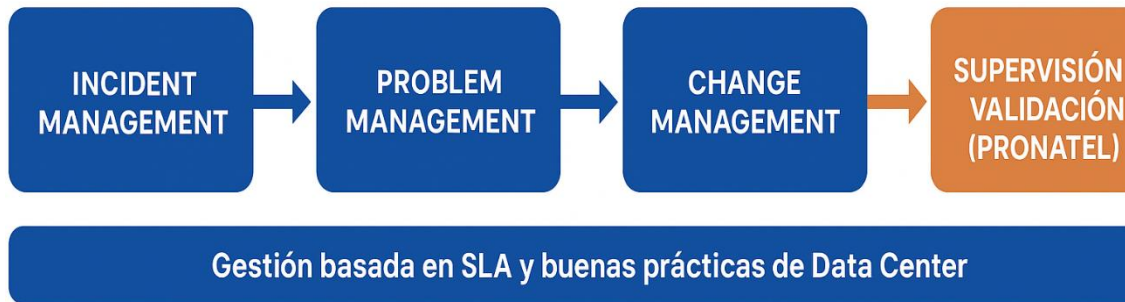 INCIDENT
MANAGEMENT
PROBLEM
MANAGEMENT
CHANGE
MANAGEMENT
SUPERVISIÓN
VALIDACIÓN
(PRONATEL)
Gestión basada en SLA y buenas prácticas de Data Center